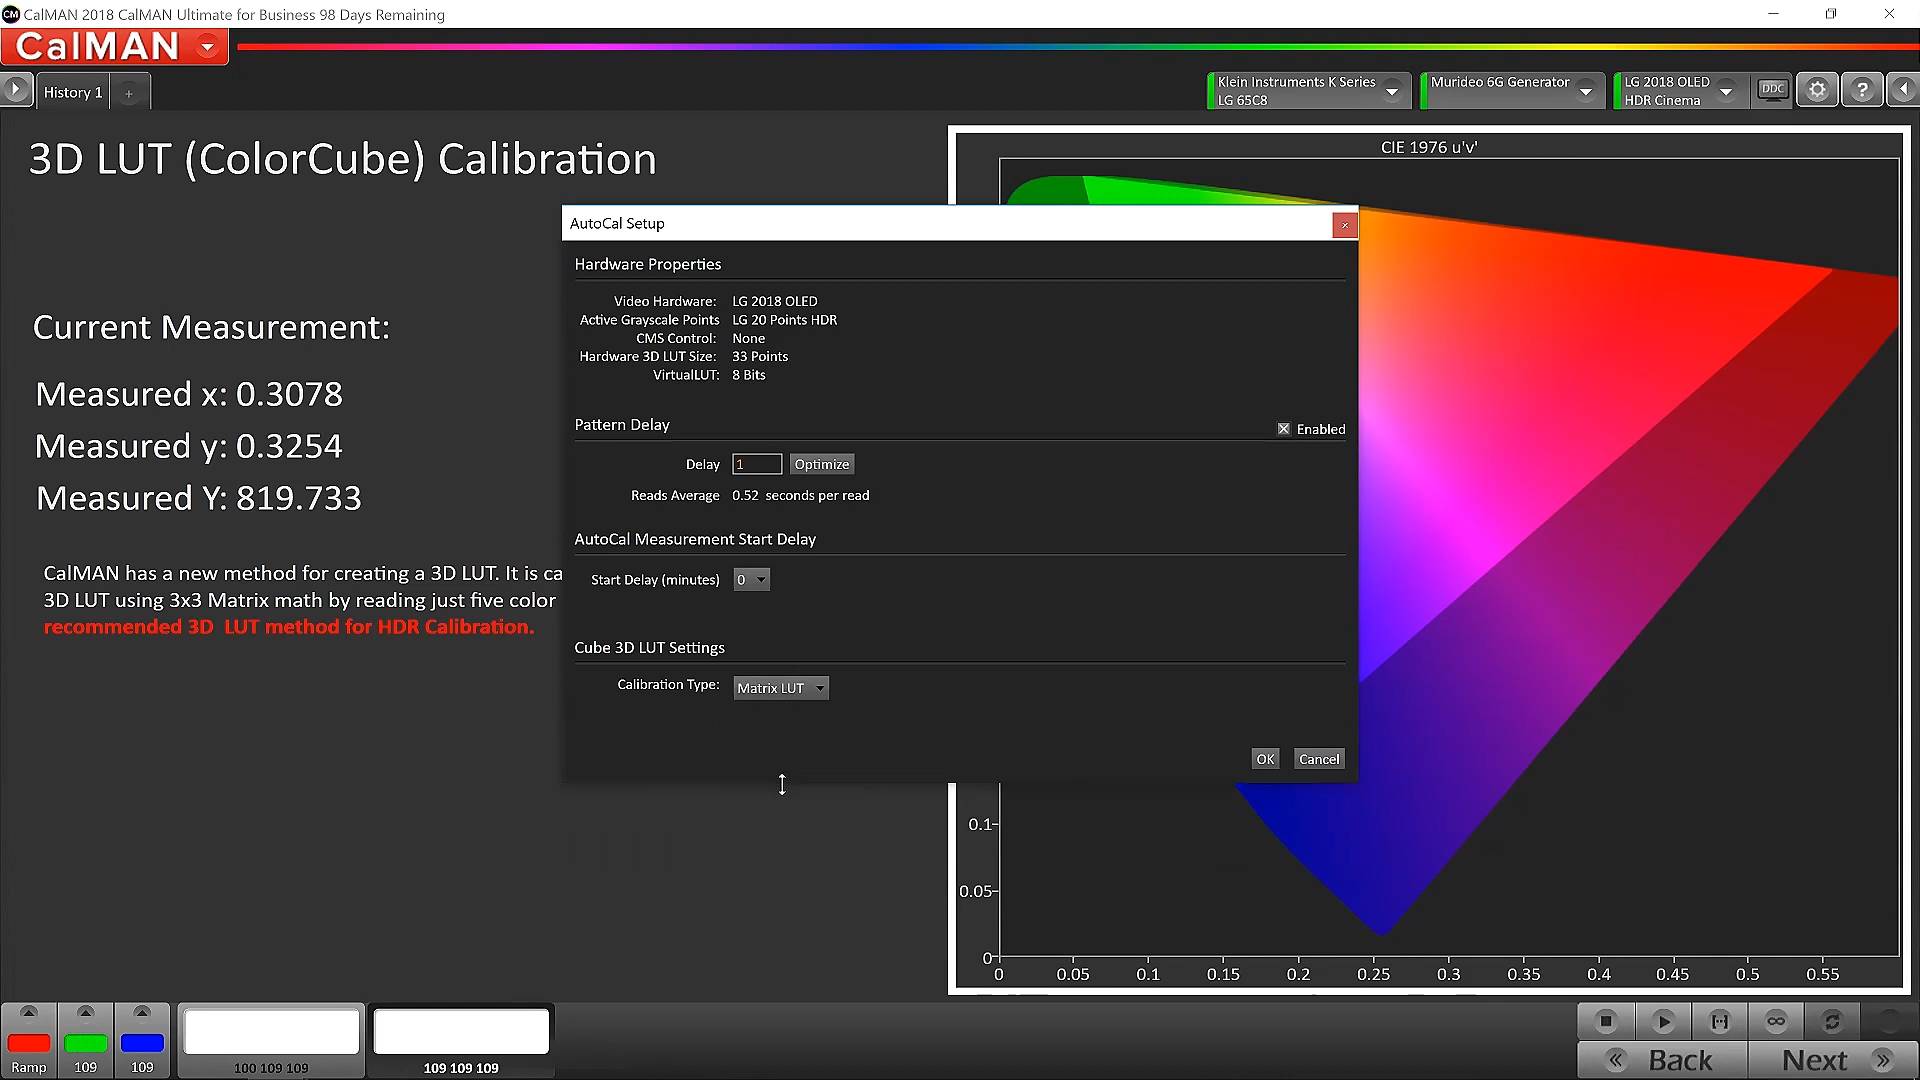 CM CalMAN 2018 CalMAN Ultimate for Business 98 Days Remaining
CalMAN
History 1
+
Klein Instruments K Series
LG 65C8
Murideo 6G Generator
LG 2018 OLED
HDR Cinema
DDC
?
3D LUT (ColorCube) Calibration
CIE 1976 u'v'
AutoCal Setup
Hardware Properties
Video Hardware: LG 2018 OLED
Active Grayscale Points LG 20 Points HDR
CMS Control: None
Hardware 3D LUT Size: 33 Points
VirtualLUT: 8 Bits
Pattern Delay
Enabled
Delay 1 Optimize
Reads Average 0.52 seconds per read
AutoCal Measurement Start Delay
Start Delay (minutes) 0
Cube 3D LUT Settings
Calibration Type: Matrix LUT
OK Cancel
Current Measurement:
Measured x: 0.3078
Measured y: 0.3254
Measured Y: 819.733
CalMAN has a new method for creating a 3D LUT. It is ca
3D LUT using 3x3 Matrix math by reading just five color
recommended 3D LUT method for HDR Calibration.
0.1
0.05
0
0 0.05 0.1 0.15 0.2 0.25 0.3 0.35 0.4 0.45 0.5 0.55
Ramp 109 109
100 109 109
109 109 109
Back Next